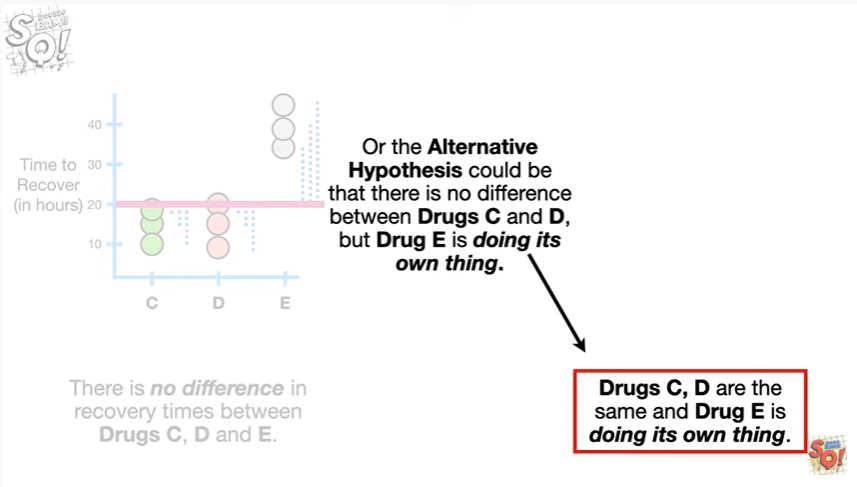 SQ!
40
Time to
Recover
(in hours)
30
20
10
C
D
E
Or the Alternative
Hypothesis could be
that there is no difference
between Drugs C and D,
but Drug E is doing its
own thing.
There is no difference in
recovery times between
Drugs C, D and E.
Drugs C, D are the
same and Drug E is
doing its own thing.
SQ!